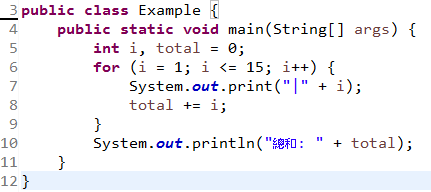 3 public class Example {
4     public static void main(String[] args) {
5         int i, total = 0;
6         for (i = 1; i <= 15; i++) {
7             System.out.print("|" + i);
8             total += i;
9         }
10         System.out.println("總和: " + total);
11     }
12 }